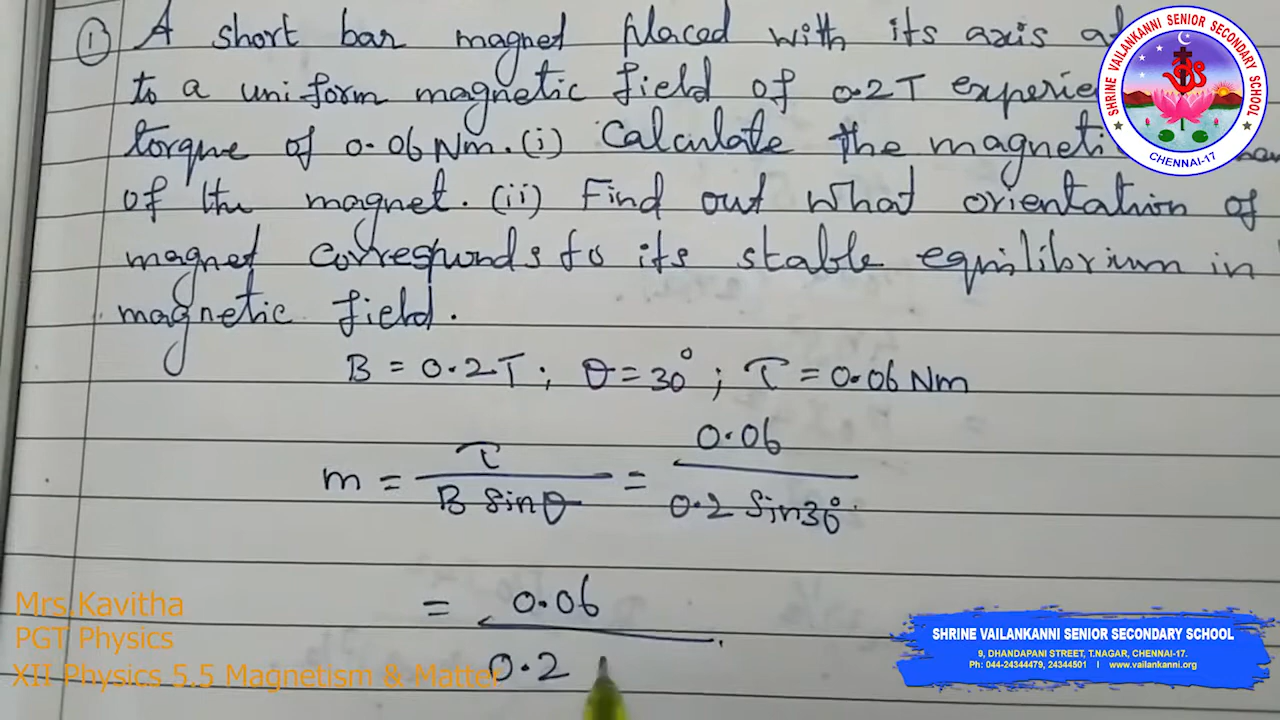 ① A short bar magnet placed with its axis at
to a uniform magnetic field of 0.2T experie
torque of 0.06 Nm. (i) Calculate the magneti
of the magnet. (ii) Find out what orientation of
magnet corresponds to its stable equilibrium in
magnetic field.
B = 0.2T ; θ = 30° ; τ = 0.06 Nm
m = τ / B sinθ = 0.06 / 0.2 sin30°
= 0.06 / 0.2
SHRINE VAILANKANNI SENIOR SECONDARY SCHOOL
CHENNAI-17
Mrs.Kavitha
PGT Physics
XII Physics 5.5 Magnetism & Matter
SHRINE VAILANKANNI SENIOR SECONDARY SCHOOL
9, DHANDAPANI STREET, T.NAGAR, CHENNAI-17.
Ph: 044-24344479, 24344501 | www.vailankanni.org